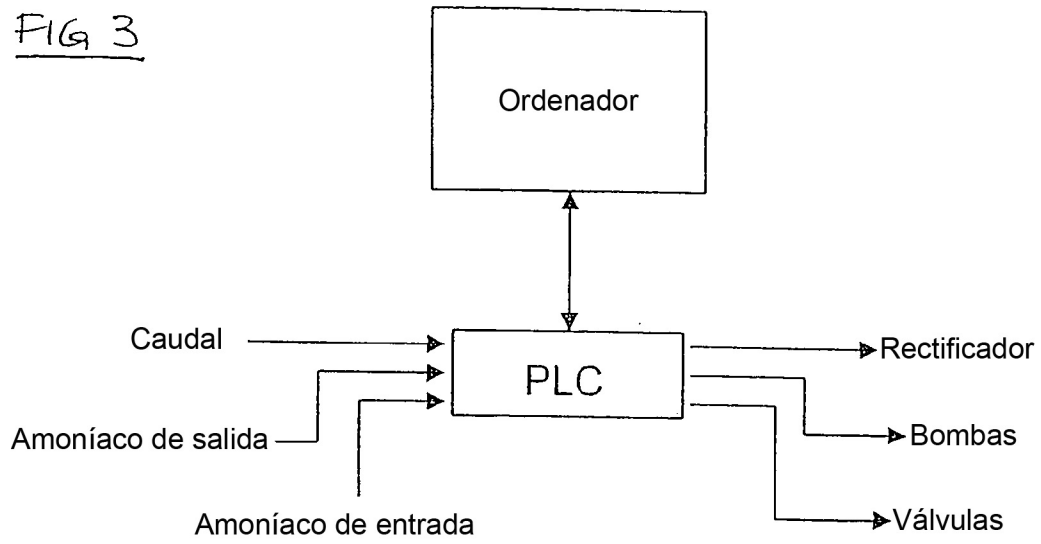 FIG 3
Ordenador
Caudal
PLC
Rectificador
Amoníaco de salida
Bombas
Amoníaco de entrada
Válvulas